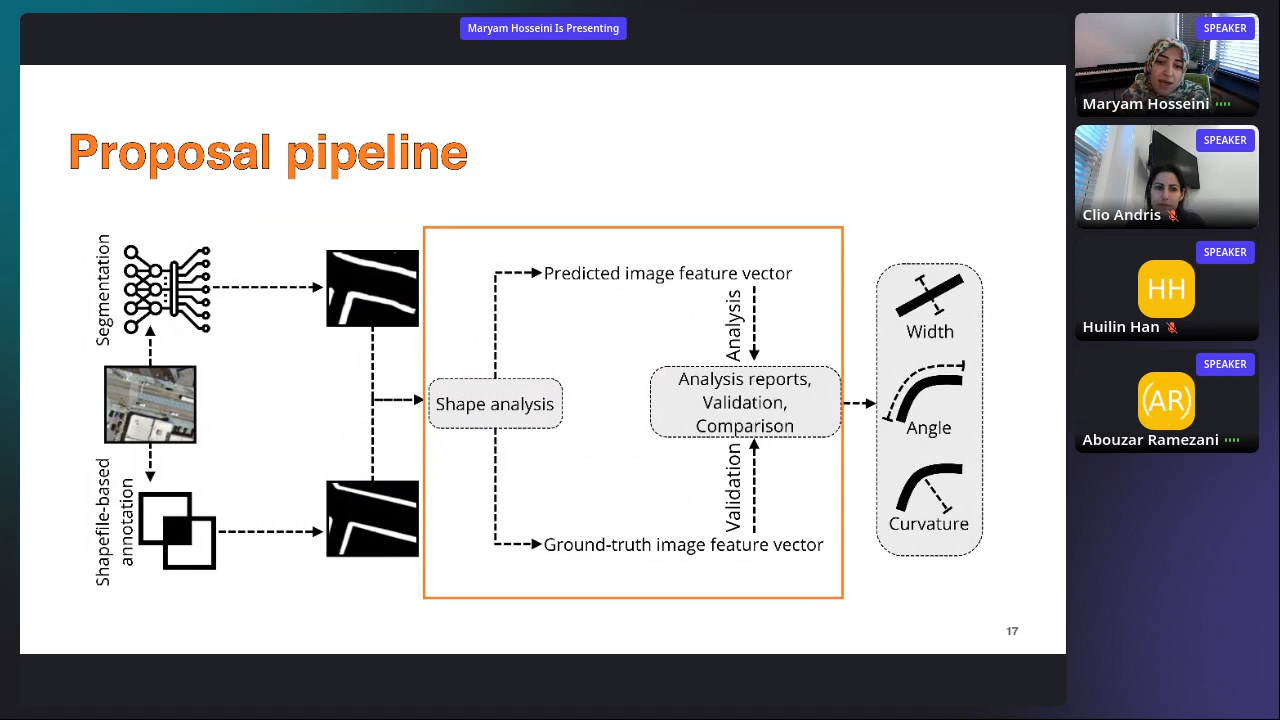 Maryam Hosseini Is Presenting
Proposal pipeline
Segmentation
Shapefile-based
annotation
Shape analysis
Predicted image feature vector
Analysis
Analysis reports,
Validation,
Comparison
Validation
Ground-truth image feature vector
Width
Angle
Curvature
17
SPEAKER
Maryam Hosseini
SPEAKER
Clio Andris
SPEAKER
HH
Huilin Han
SPEAKER
(AR)
Abouzar Ramezani